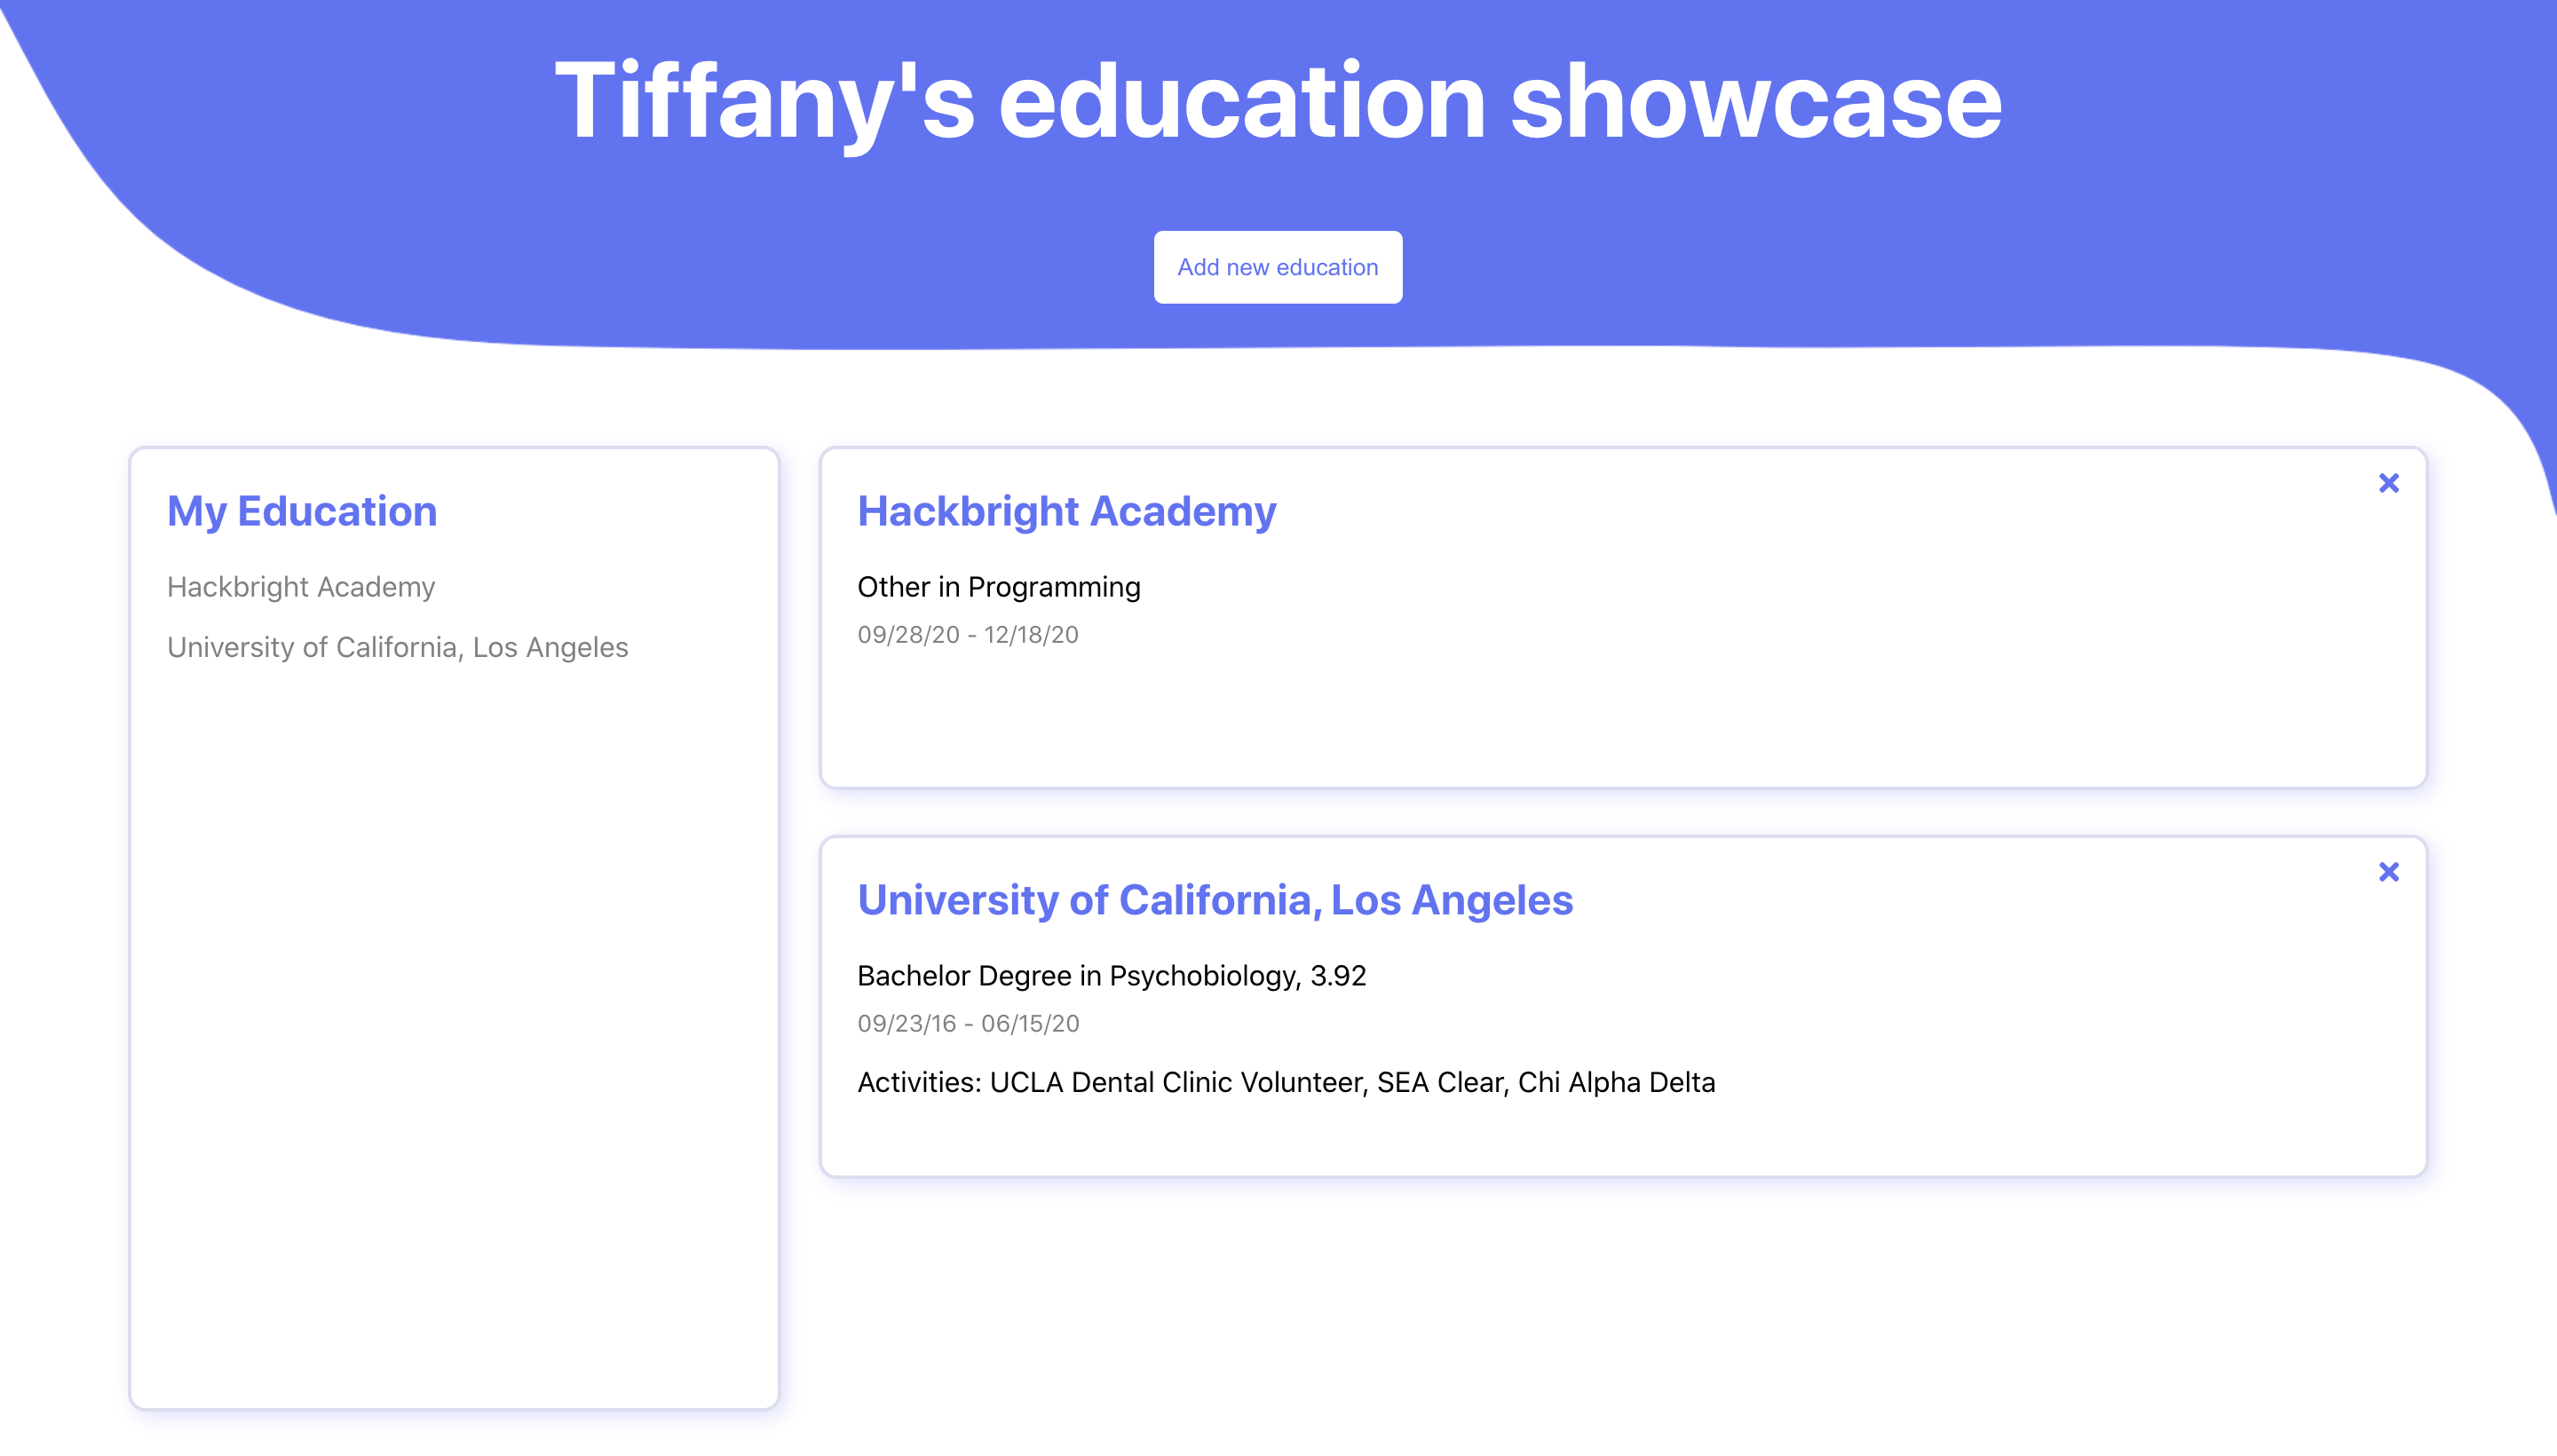 Tiffany's education showcase
Add new education
My Education
Hackbright Academy
University of California, Los Angeles
Hackbright Academy
Other in Programming
09/28/20 - 12/18/20
University of California, Los Angeles
Bachelor Degree in Psychobiology, 3.92
09/23/16 - 06/15/20
Activities: UCLA Dental Clinic Volunteer, SEA Clear, Chi Alpha Delta